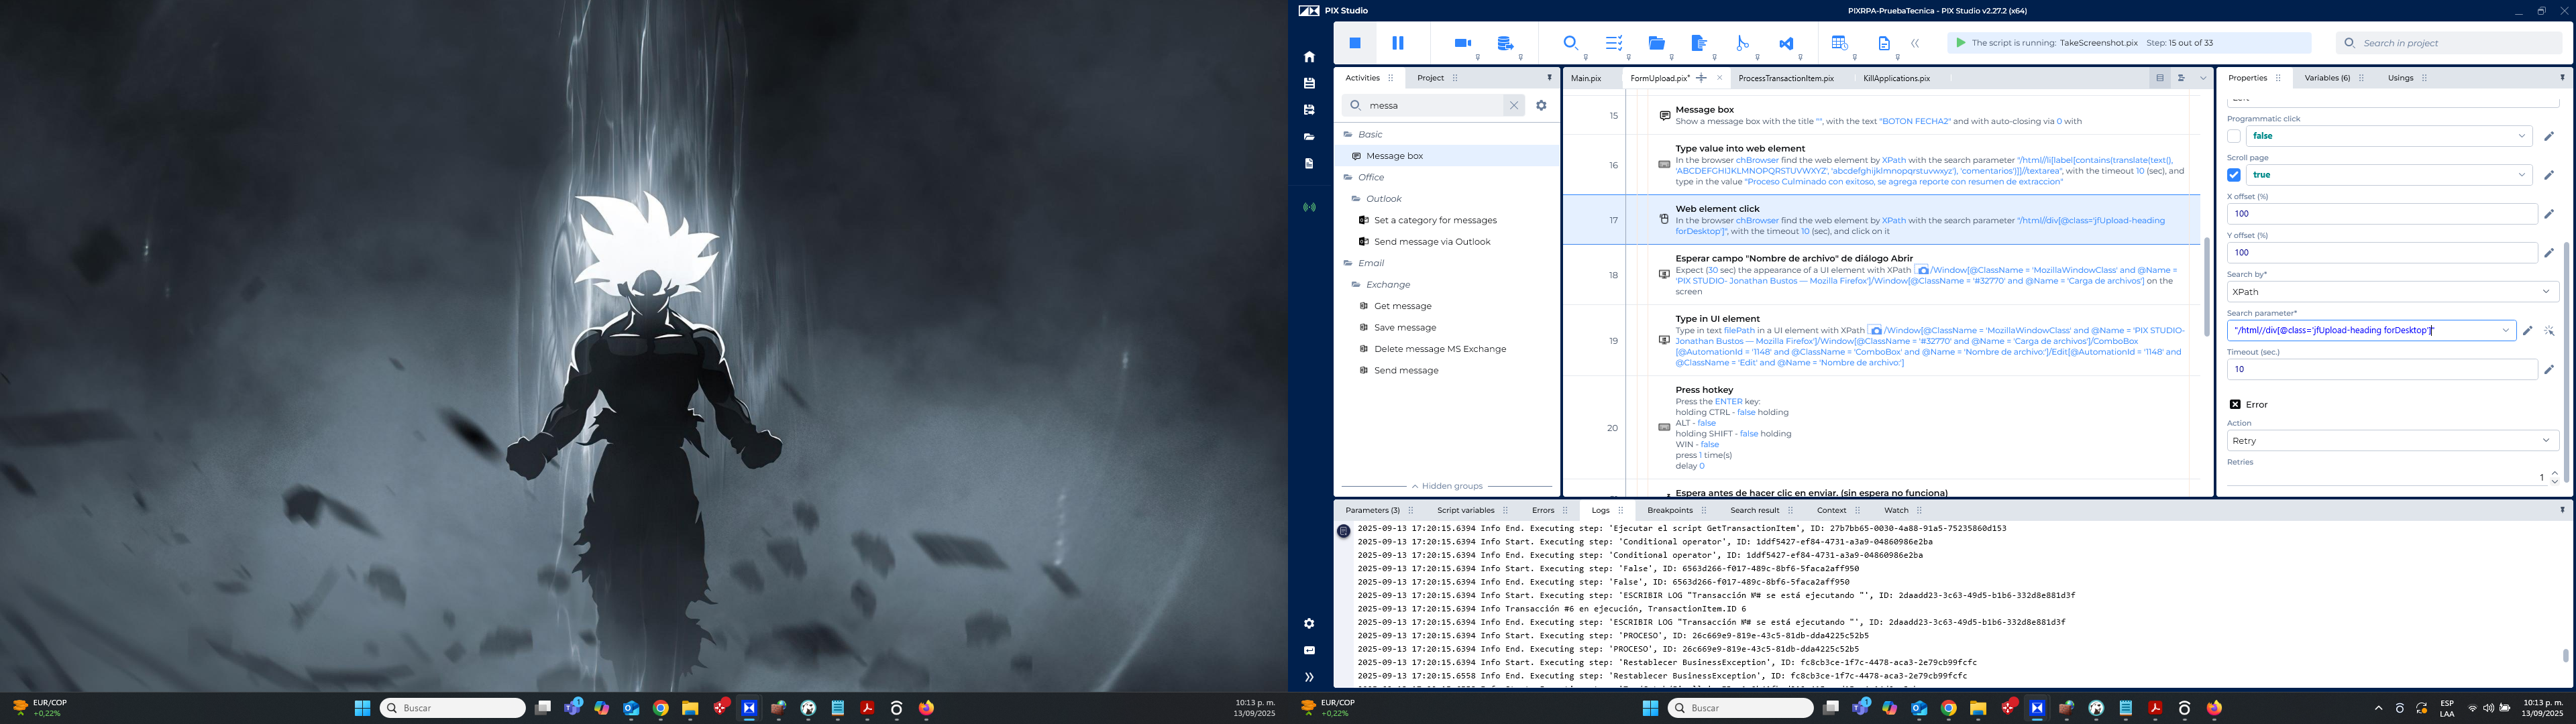 PIX Studio
PIXRPA-PruebaTecnica - PIX Studio v2.27.2 (x64)
The script is running: TakeScreenshot.pix Step: 15 out of 33
Search in project
Activities
Project
messa
Basic
Message box
Office
Outlook
Set a category for messages
Send message via Outlook
Email
Exchange
Get message
Save message
Delete message MS Exchange
Send message
Hidden groups
Main.pix
FormUpload.pix*
ProcessTransactionItem.pix
KillApplications.pix
15
Message box
Show a message box with the title "", with the text "BOTON FECHA2" and with auto-closing via 0 with
16
Type value into web element
In the browser chBrowser find the web element by XPath with the search parameter "/html//li[label[contains(translate(text(),
'ABCDEFGHIJKLMNOPQRSTUVWXYZ', 'abcdefghijklmnopqrstuvwxyz'), 'comentarios')]]//textarea", with the timeout 10 (sec), and
type in the value "Proceso Culminado con exitoso, se agrega reporte con resumen de extraccion"
17
Web element click
In the browser chBrowser find the web element by XPath with the search parameter "/html//div[@class='jfUpload-heading
forDesktop']", with the timeout 10 (sec), and click on it
18
Esperar campo "Nombre de archivo" de diálogo Abrir
Expect (30 sec) the appearance of a UI element with XPath /Window[@ClassName = 'MozillaWindowClass' and @Name =
'PIX STUDIO- Jonathan Bustos — Mozilla Firefox']/Window[@ClassName = '#32770' and @Name = 'Carga de archivos'] on the
screen
19
Type in UI element
Type in text filePath in a UI element with XPath /Window[@ClassName = 'MozillaWindowClass' and @Name = 'PIX STUDIO-
Jonathan Bustos — Mozilla Firefox']/Window[@ClassName = '#32770' and @Name = 'Carga de archivos']/ComboBox
[@AutomationId = '1148' and @ClassName = 'ComboBox' and @Name = 'Nombre de archivo:']/Edit[@AutomationId = '1148' and
@ClassName = 'Edit' and @Name = 'Nombre de archivo:']
20
Press hotkey
Press the ENTER key:
holding CTRL - false holding
ALT - false
holding SHIFT - false holding
WIN - false
press 1 time(s)
delay 0
Espera antes de hacer clic en enviar. (sin espera no funciona)
Properties
Variables (6)
Usings
Left
Programmatic click
false
Scroll page
true
X offset (%)
100
Y offset (%)
100
Search by*
XPath
Search parameter*
"/html//div[@class='jfUpload-heading forDesktop']"
Timeout (sec.)
10
Error
Action
Retry
Retries
1
Parameters (3)
Script variables
Errors
Logs
Breakpoints
Search result
Context
Watch
2025-09-13 17:20:15.6394 Info End. Executing step: 'Ejecutar el script GetTransactionItem', ID: 27b7bb65-0030-4a88-91a5-75235860d153
2025-09-13 17:20:15.6394 Info Start. Executing step: 'Conditional operator', ID: 1ddf5427-ef84-4731-a3a9-04860986e2ba
2025-09-13 17:20:15.6394 Info End. Executing step: 'Conditional operator', ID: 1ddf5427-ef84-4731-a3a9-04860986e2ba
2025-09-13 17:20:15.6394 Info Start. Executing step: 'False', ID: 6563d266-f017-489c-8bf6-5faca2aff950
2025-09-13 17:20:15.6394 Info End. Executing step: 'False', ID: 6563d266-f017-489c-8bf6-5faca2aff950
2025-09-13 17:20:15.6394 Info Start. Executing step: 'ESCRIBIR LOG "Transacción №# se está ejecutando "', ID: 2daadd23-3c63-49d5-b1b6-332d8e881d3f
2025-09-13 17:20:15.6394 Info Transacción #6 en ejecución, TransactionItem.ID 6
2025-09-13 17:20:15.6394 Info End. Executing step: 'ESCRIBIR LOG "Transacción №# se está ejecutando "', ID: 2daadd23-3c63-49d5-b1b6-332d8e881d3f
2025-09-13 17:20:15.6394 Info Start. Executing step: 'PROCESO', ID: 26c669e9-819e-43c5-81db-dda4225c52b5
2025-09-13 17:20:15.6394 Info End. Executing step: 'PROCESO', ID: 26c669e9-819e-43c5-81db-dda4225c52b5
2025-09-13 17:20:15.6394 Info Start. Executing step: 'Restablecer BusinessException', ID: fc8cb3ce-1f7c-4478-aca3-2e79cb99fcfc
2025-09-13 17:20:15.6558 Info End. Executing step: 'Restablecer BusinessException', ID: fc8cb3ce-1f7c-4478-aca3-2e79cb99fcfc
EUR/COP
+0,22%
Buscar
1
10:13 p. m.
13/09/2025
EUR/COP
+0,22%
Buscar
1
ESP
LAA
10:13 p. m.
13/09/2025